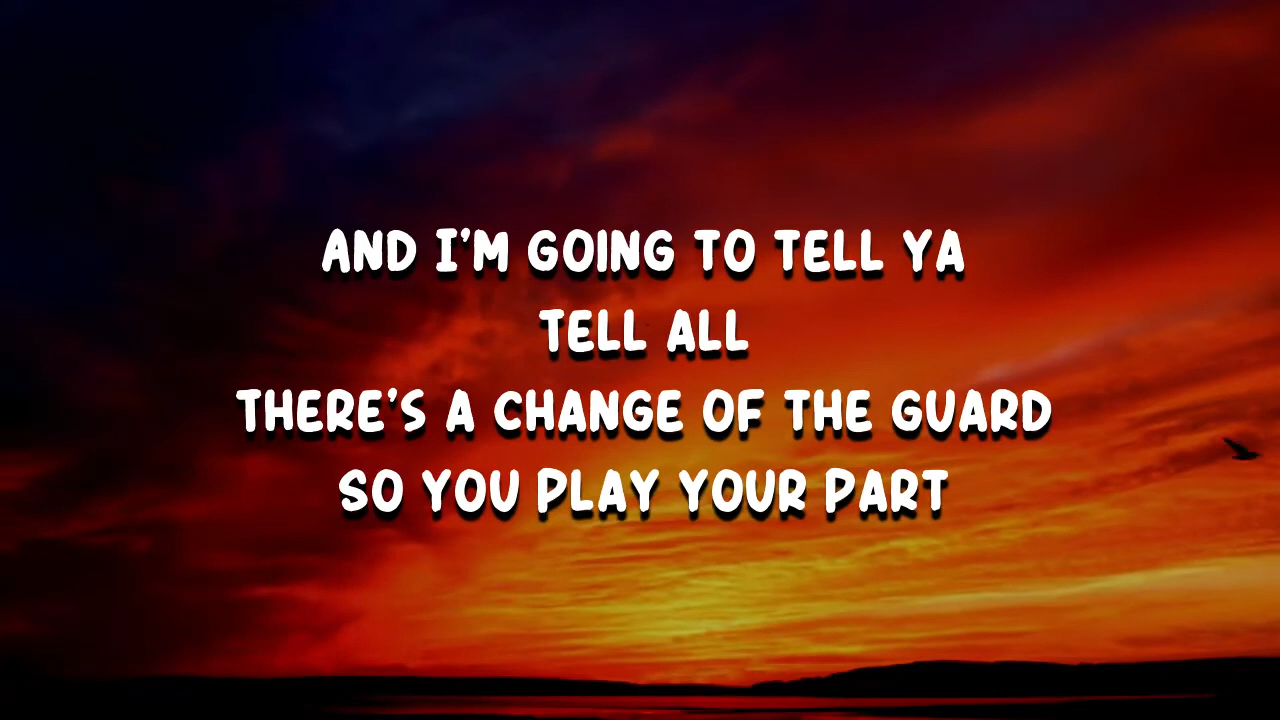 AND I'M GOING TO TELL YA
TELL ALL
THERE'S A CHANGE OF THE GUARD
SO YOU PLAY YOUR PART